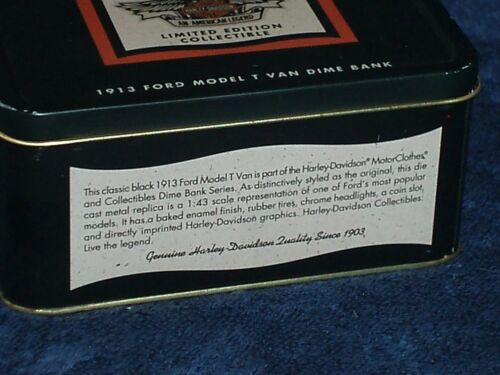 AN AMERICAN LEGEND
LIMITED EDITION
COLLECTIBLE
1913 FORD MODEL T VAN DIME BANK
This classic black 1913 Ford Model T Van is part of the Harley-Davidson® MotorClothes®
and Collectibles Dime Bank Series. As distinctively styled as the original, this die
cast metal replica is a 1:43 scale representation of one of Ford's most popular
models. It has a baked enamel finish, rubber tires, chrome headlights, a coin slot,
and directly imprinted Harley-Davidson graphics. Harley-Davidson Collectibles:
Live the legend.
Genuine Harley-Davidson Quality Since 1903